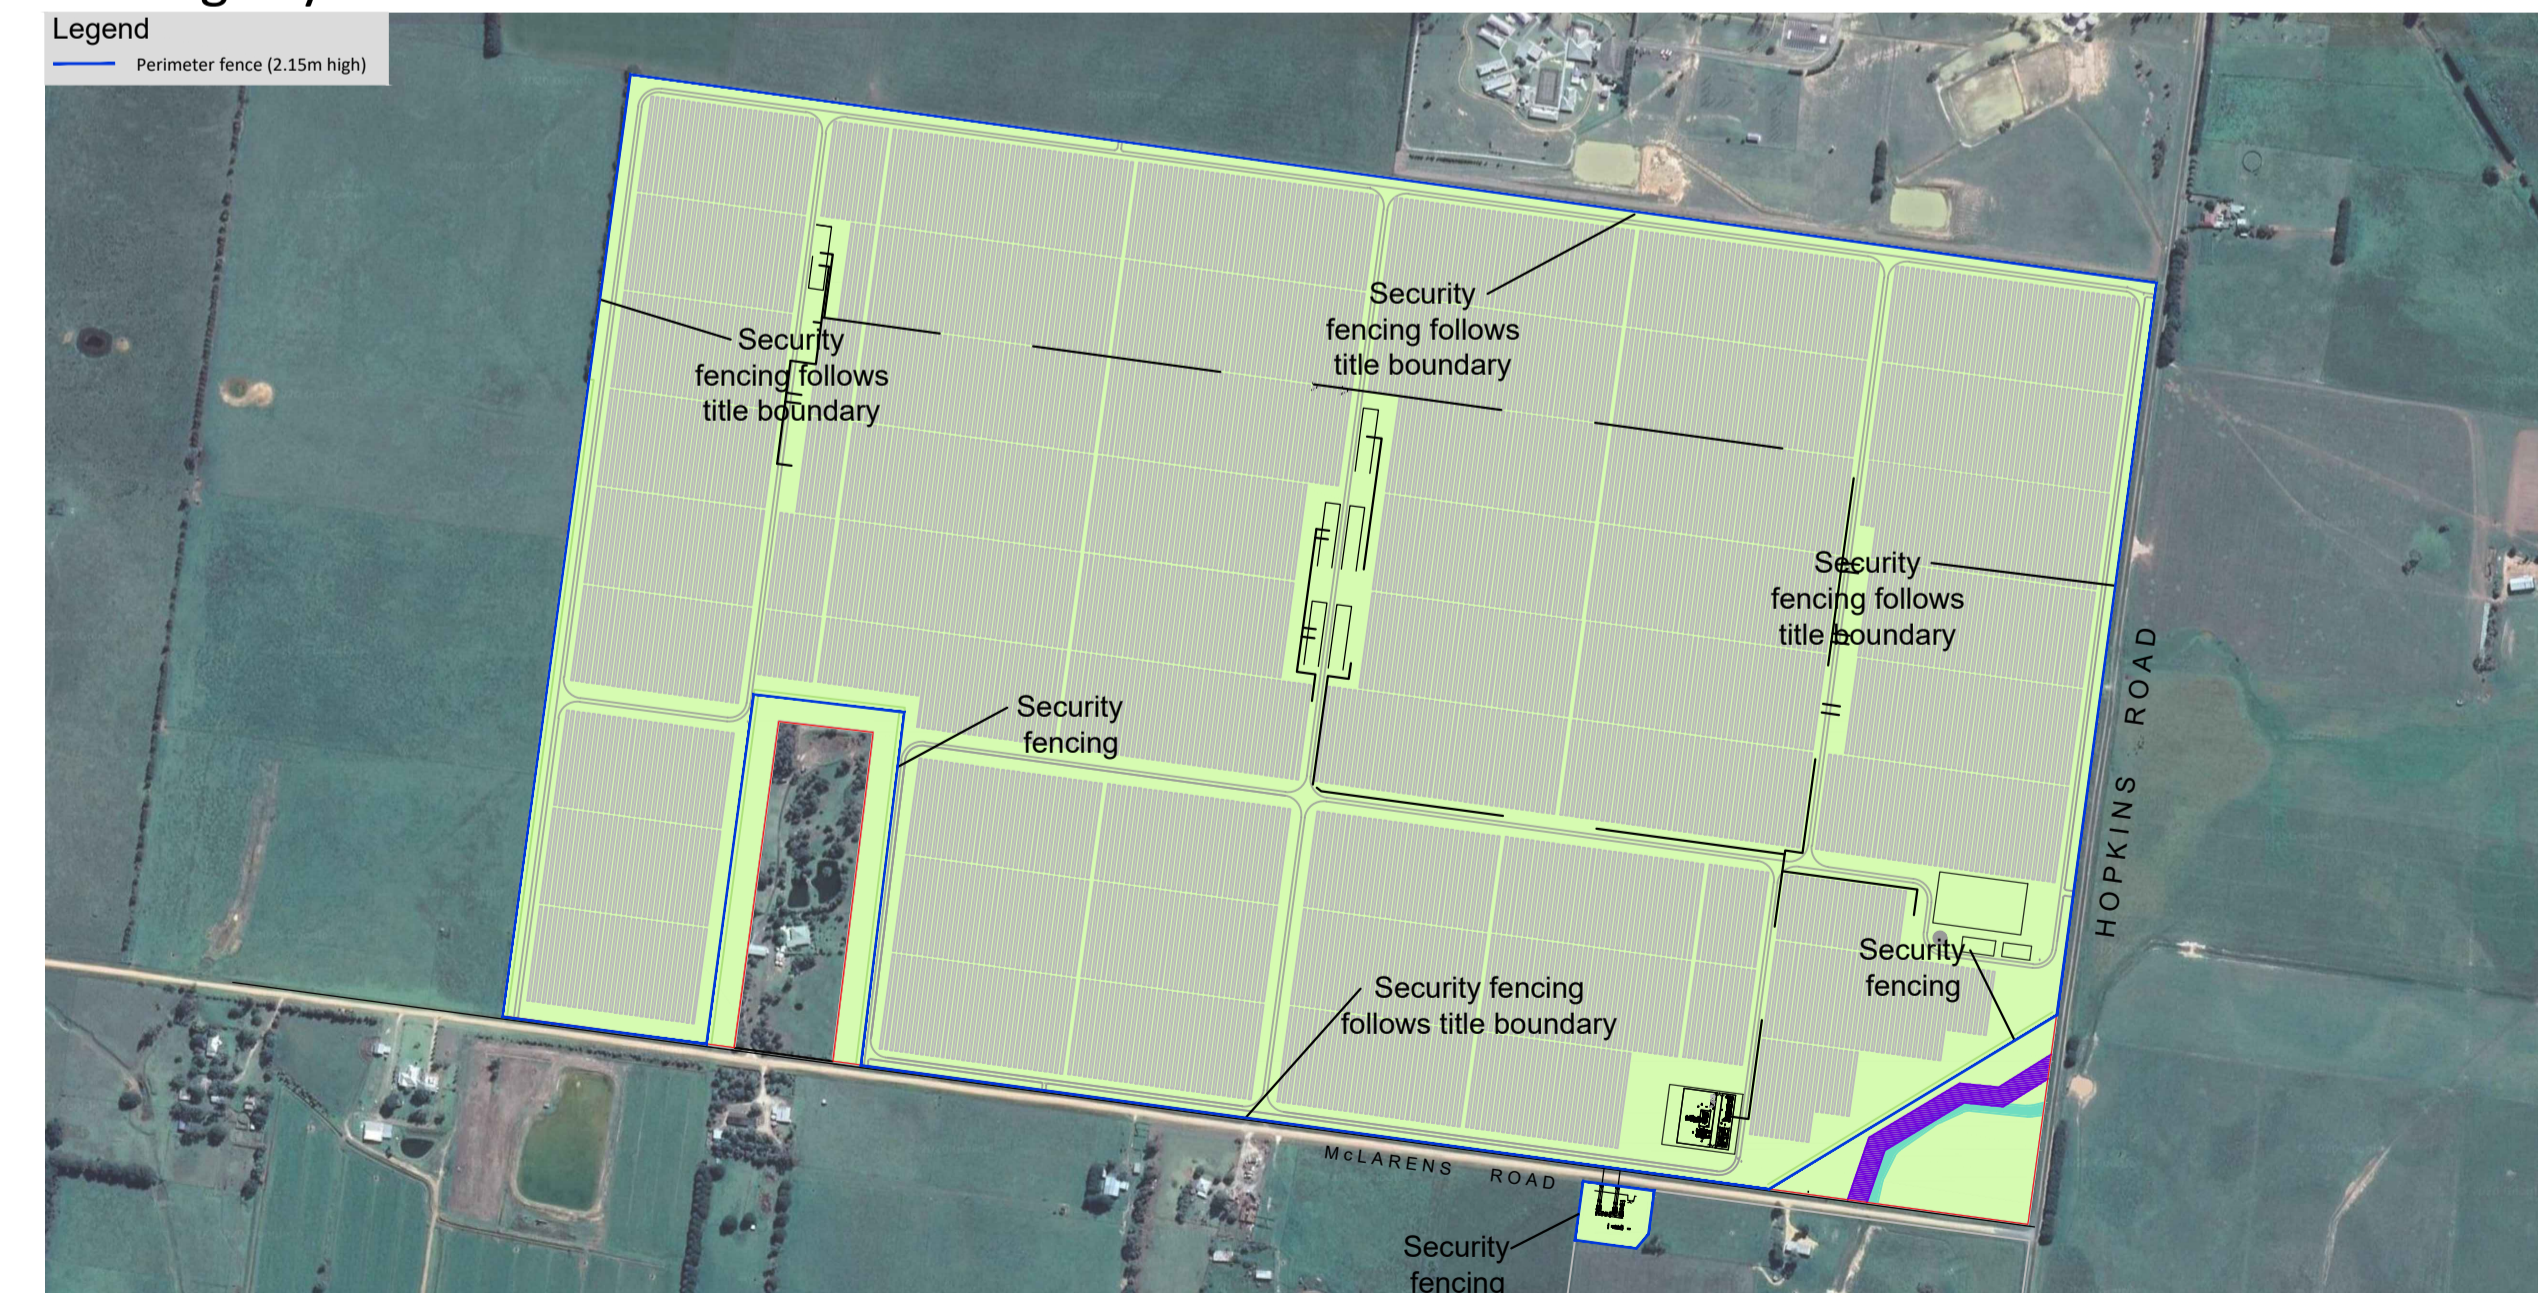 Legend
Perimeter fence (2.15m high)
Security
fencing follows
title boundary
Security
fencing follows
title boundary
Security
fencing follows
title boundary
HOPKINS ROAD
Security
fencing
Security
fencing
Security fencing
follows title boundary
McLARENS ROAD
Security
fencing